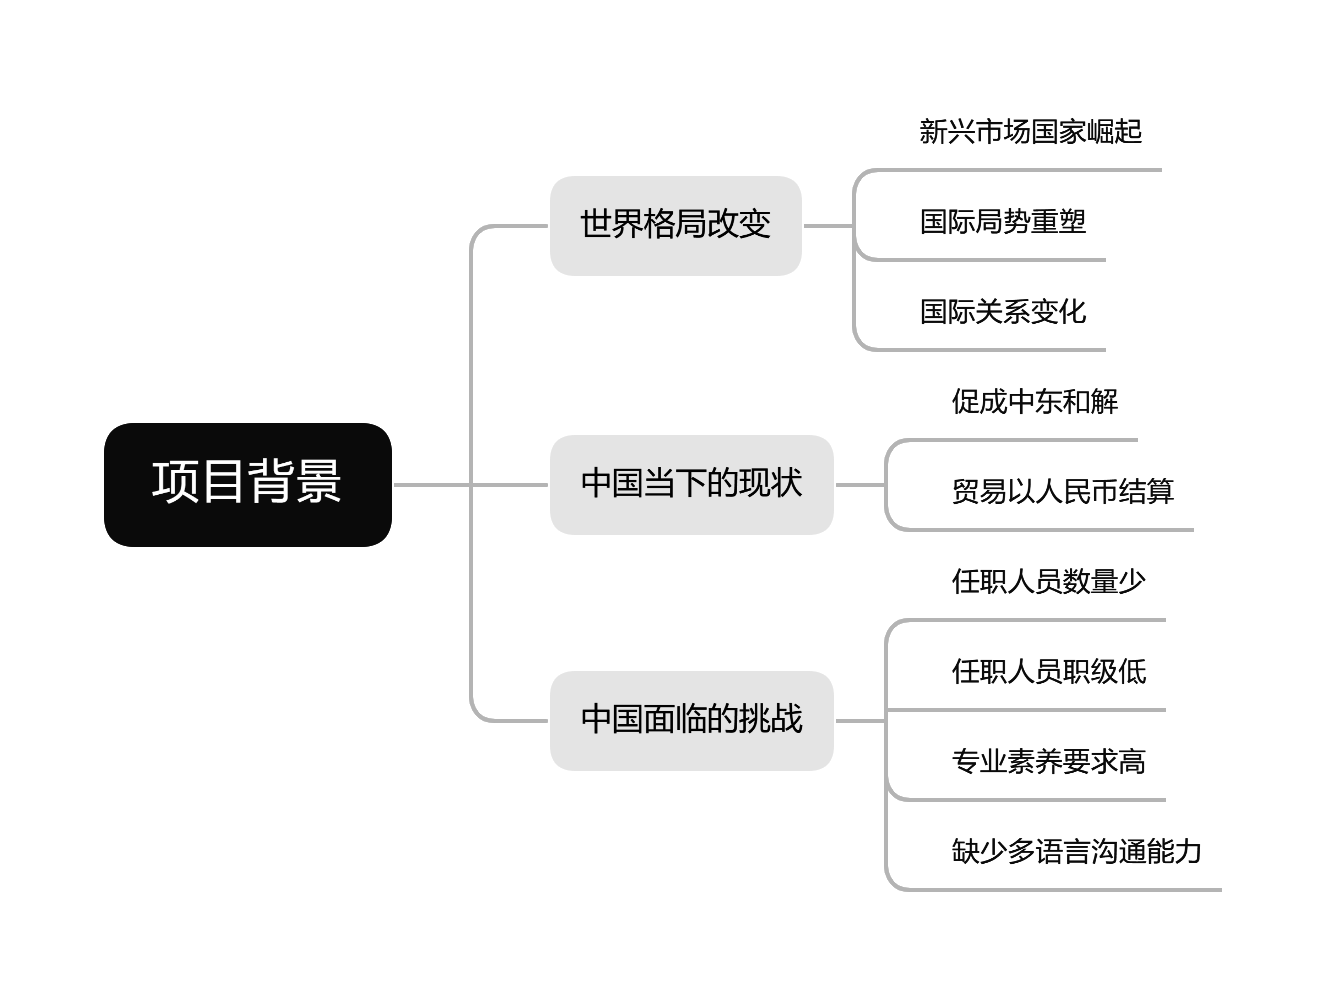 项目背景
世界格局改变
新兴市场国家崛起
国际局势重塑
国际关系变化
中国当下的现状
促成中东和解
贸易以人民币结算
中国面临的挑战
任职人员数量少
任职人员职级低
专业素养要求高
缺少多语言沟通能力